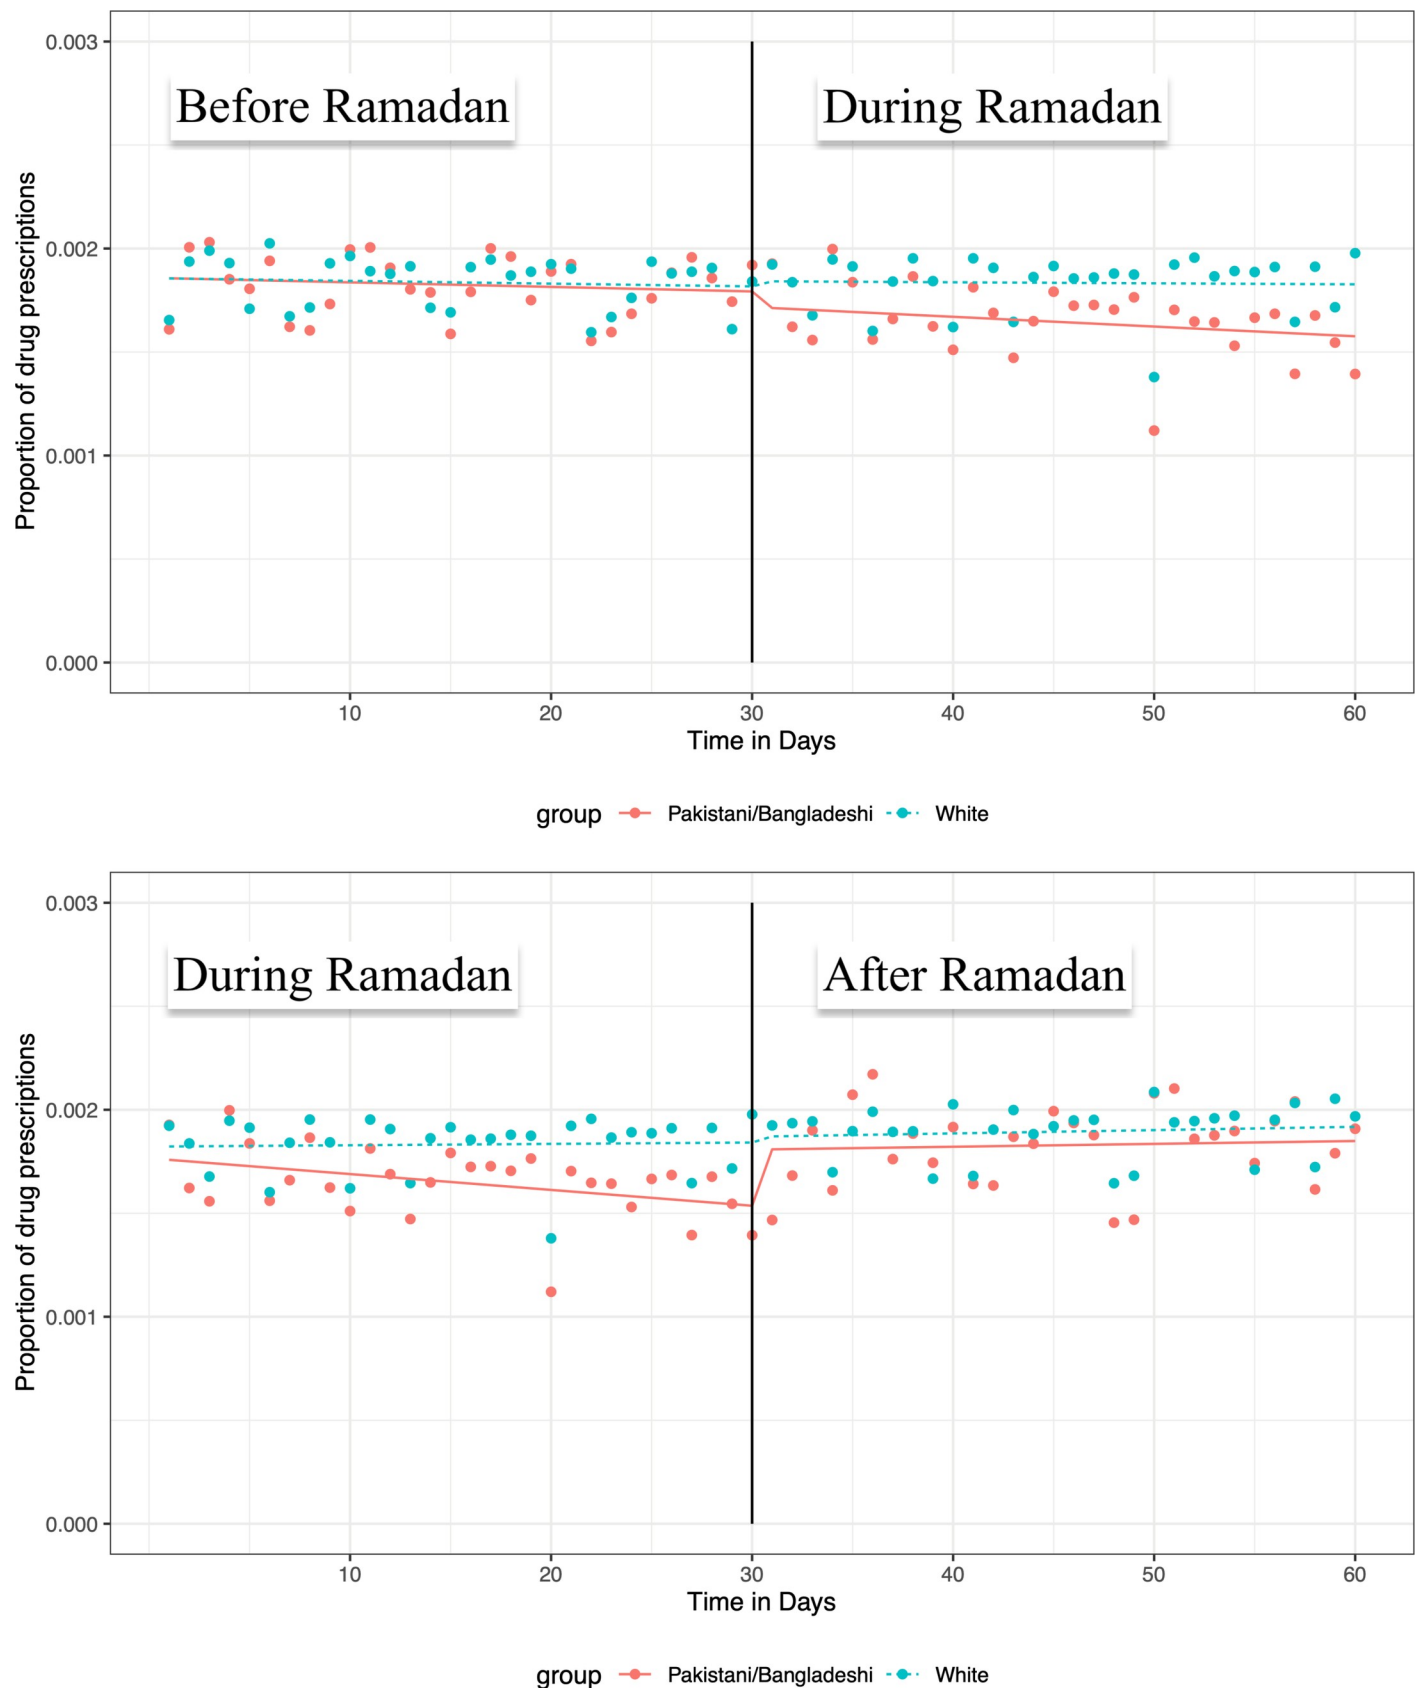 0.003
Before Ramadan
During Ramadan
0.002
0.001
0.000
Proportion of drug prescriptions
10 20 30 40 50 60
Time in Days
group Pakistani/Bangladeshi White
0.003
During Ramadan
After Ramadan
0.002
0.001
0.000
Proportion of drug prescriptions
10 20 30 40 50 60
Time in Days
group Pakistani/Bangladeshi White